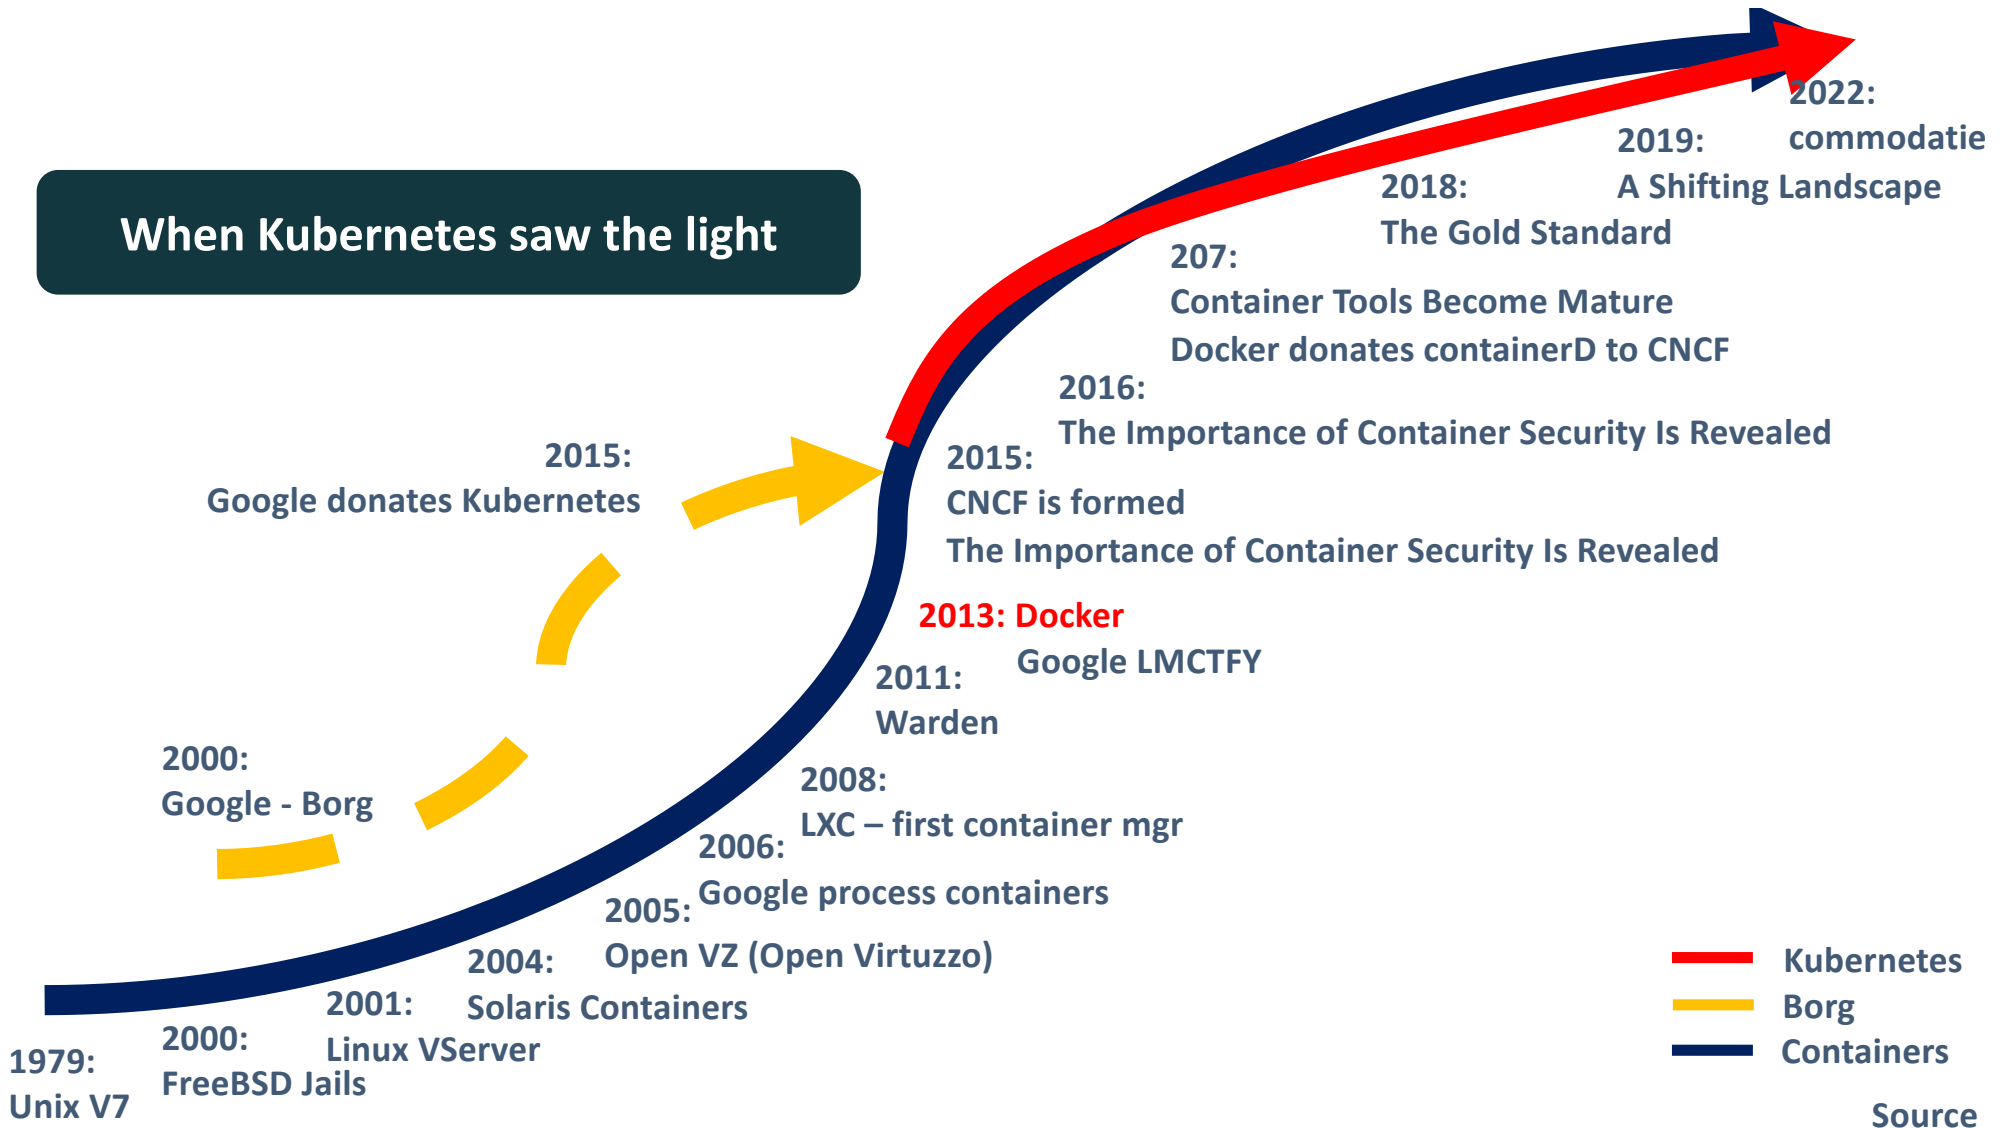 When Kubernetes saw the light
2022:
commodatie
2019:
A Shifting Landscape
2018:
The Gold Standard
207:
Container Tools Become Mature
Docker donates containerD to CNCF
2016:
The Importance of Container Security Is Revealed
2015:
CNCF is formed
The Importance of Container Security Is Revealed
2015:
Google donates Kubernetes
2013: Docker
Google LMCTFY
2011:
Warden
2008:
LXC – first container mgr
2006:
Google process containers
2005:
Open VZ (Open Virtuzzo)
2004:
Solaris Containers
2001:
Linux VServer
2000:
FreeBSD Jails
1979:
Unix V7
2000:
Google - Borg
Kubernetes
Borg
Containers
Source